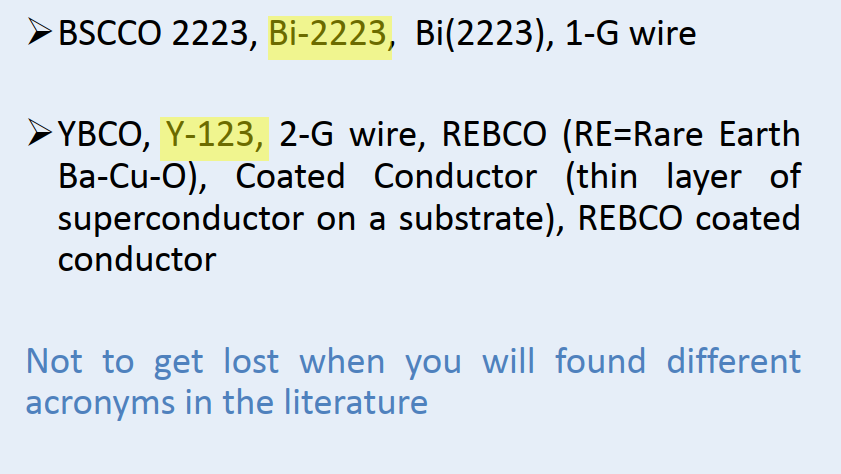 ➢BSCCO 2223, Bi-2223, Bi(2223), 1-G wire
➢YBCO, Y-123, 2-G wire, REBCO (RE=Rare Earth
Ba-Cu-O), Coated Conductor (thin layer of
superconductor on a substrate), REBCO coated
conductor
Not to get lost when you will found different
acronyms in the literature